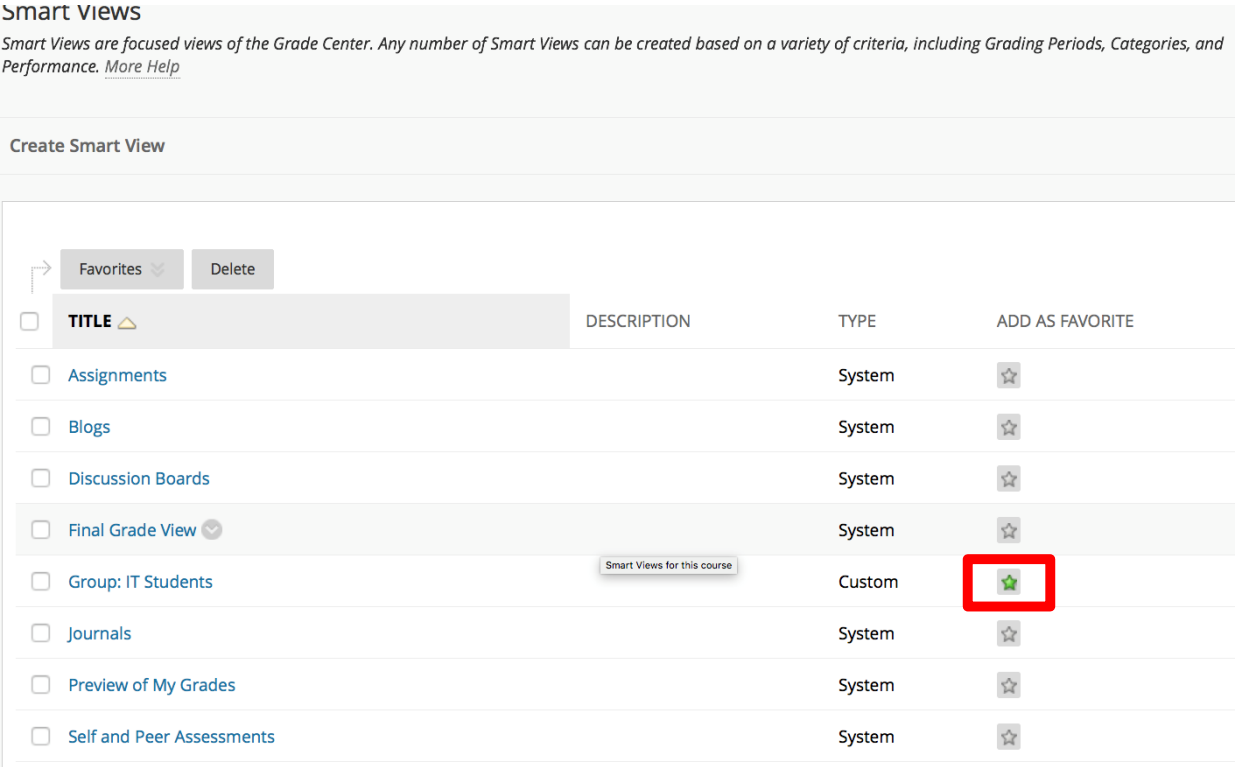 Smart Views
Smart Views are focused views of the Grade Center. Any number of Smart Views can be created based on a variety of criteria, including Grading Periods, Categories, and
Performance. More Help
Create Smart View
Favorites Delete
TITLE DESCRIPTION TYPE ADD AS FAVORITE
Assignments System
Blogs System
Discussion Boards System
Final Grade View System
Smart Views for this course
Group: IT Students Custom
Journals System
Preview of My Grades System
Self and Peer Assessments System